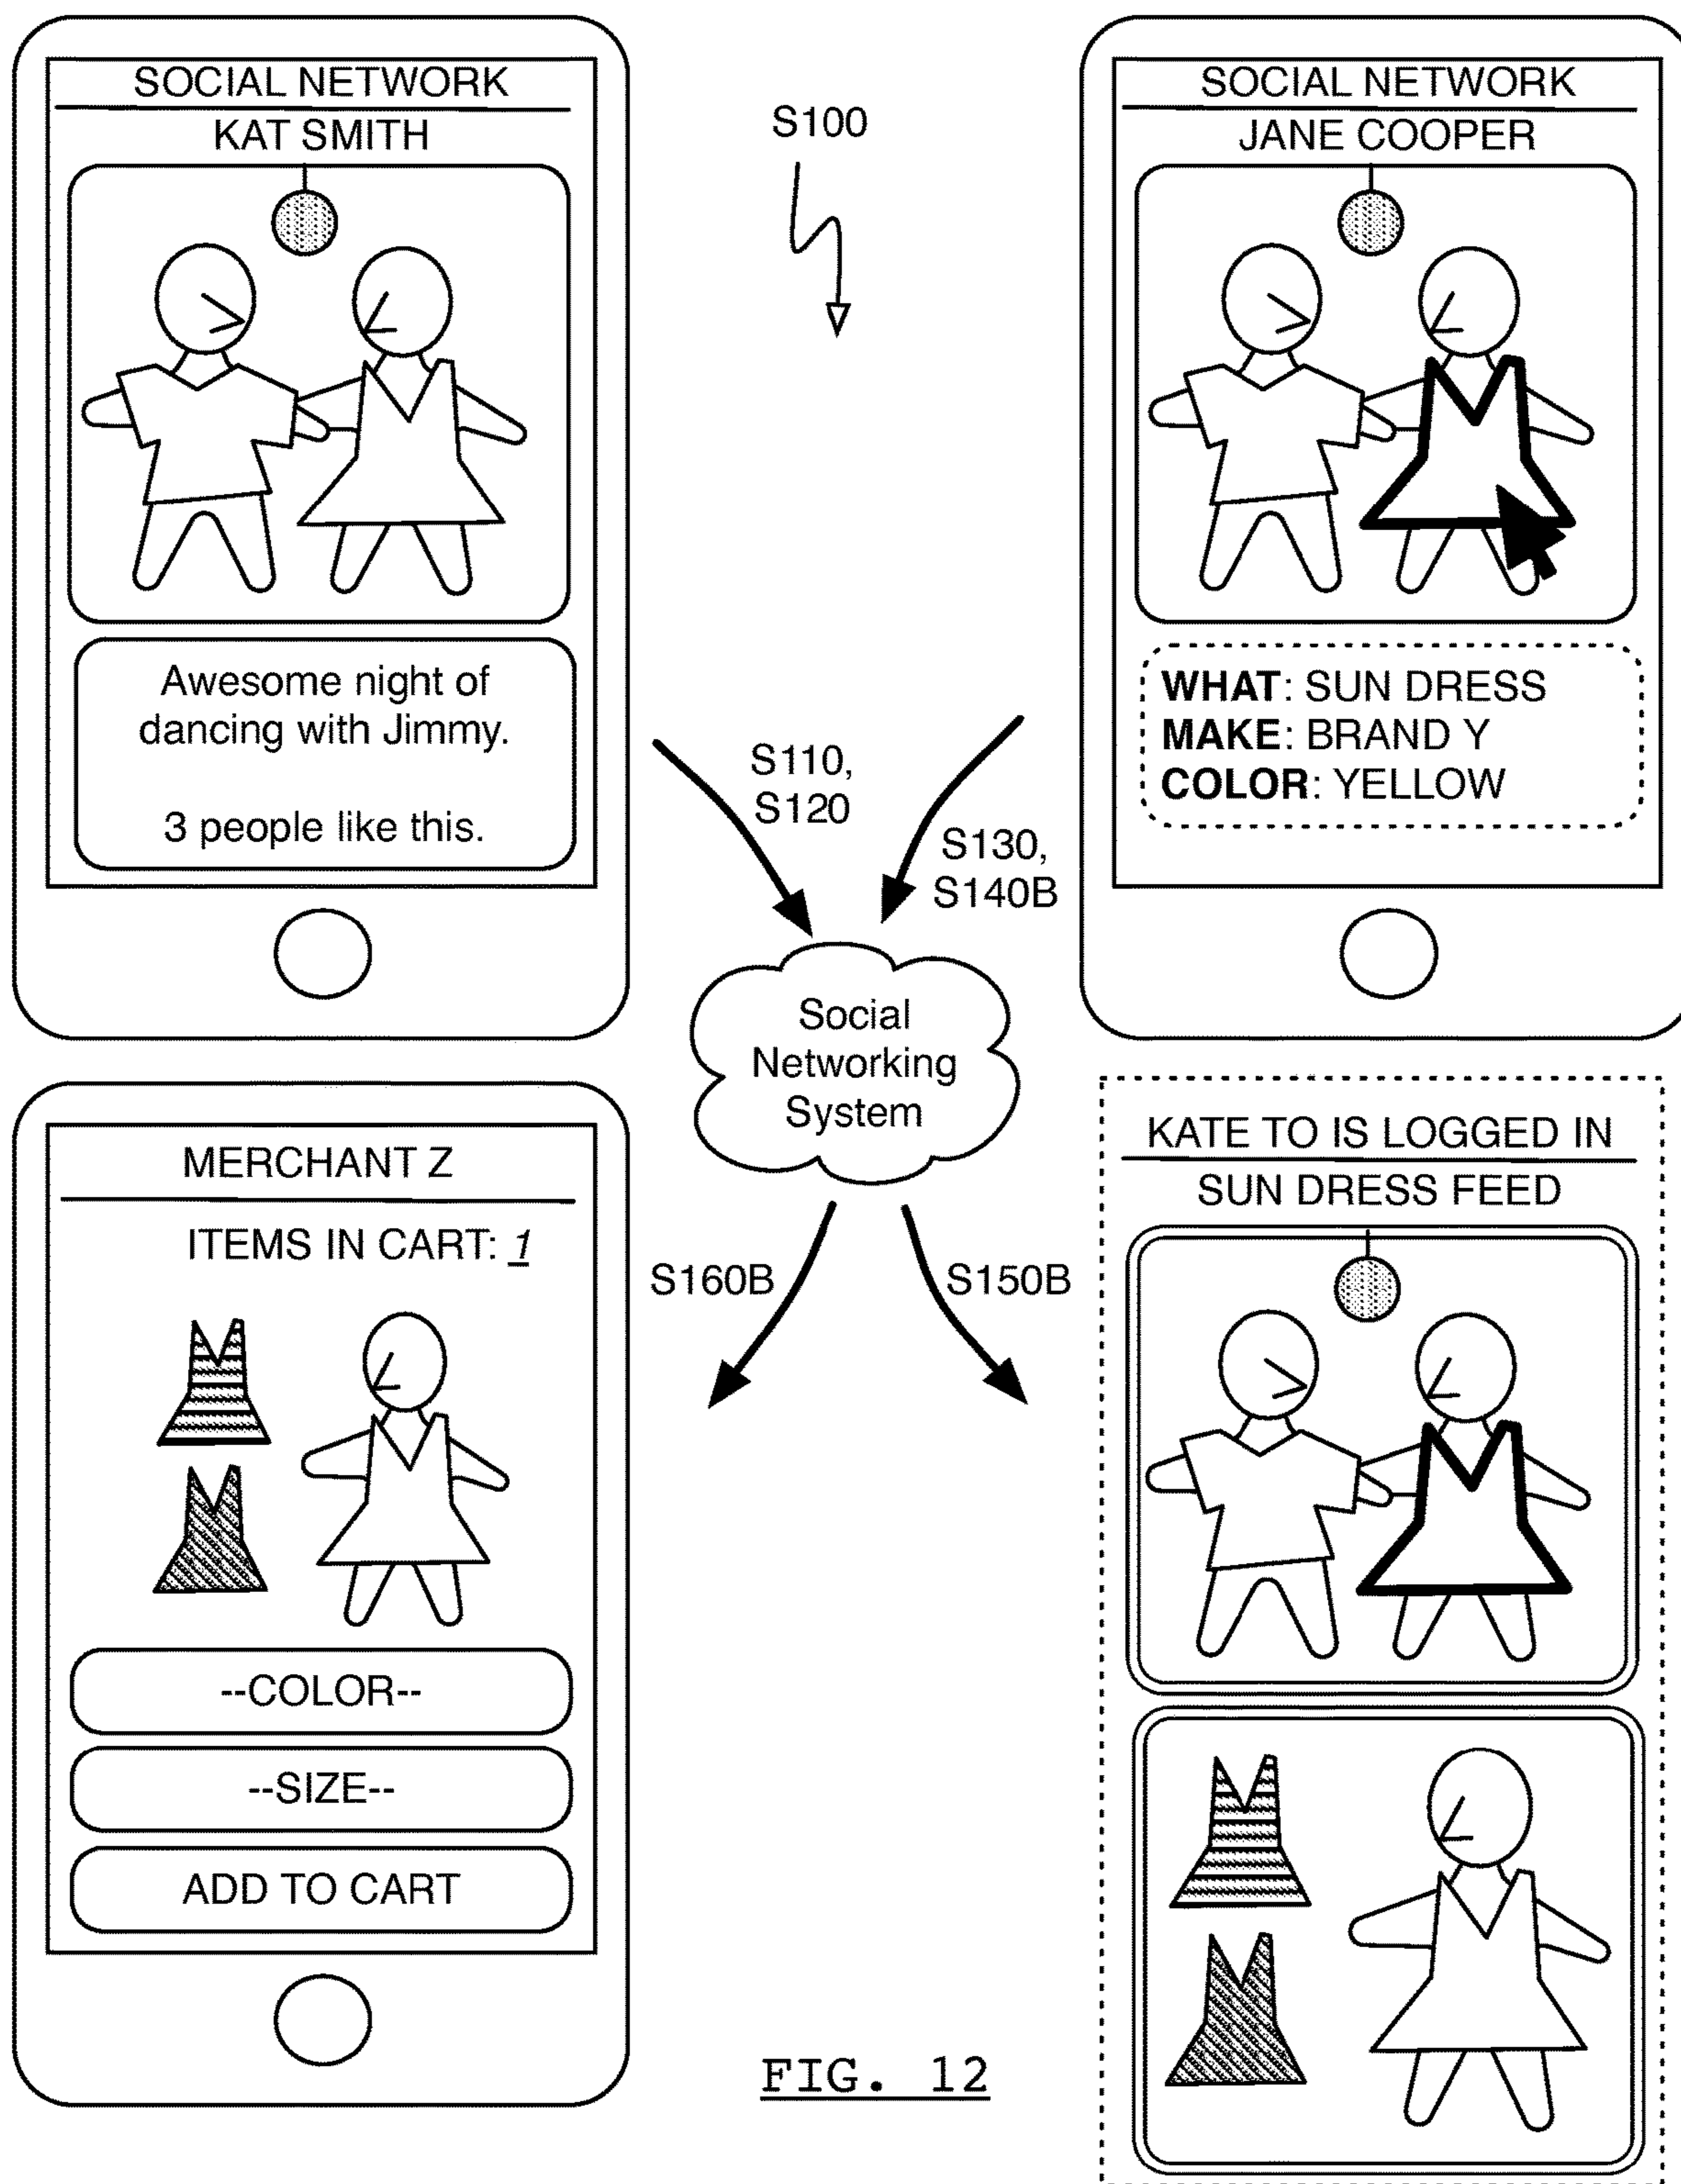 SOCIAL NETWORK
KAT SMITH
Awesome night of
dancing with Jimmy.
3 people like this.
S100
SOCIAL NETWORK
JANE COOPER
WHAT: SUN DRESS
MAKE: BRAND Y
COLOR: YELLOW
S110,
S120
S130,
S140B
Social
Networking
System
S160B
S150B
MERCHANT Z
ITEMS IN CART: 1
--COLOR--
--SIZE--
ADD TO CART
KATE TO IS LOGGED IN
SUN DRESS FEED
FIG. 12